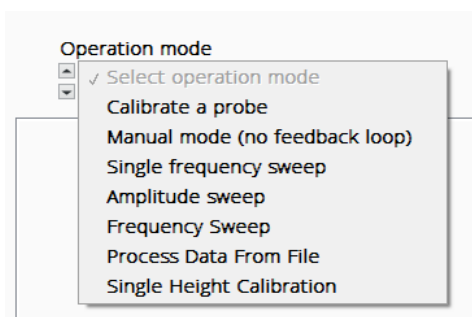 Operation mode
✓ Select operation mode
Calibrate a probe
Manual mode (no feedback loop)
Single frequency sweep
Amplitude sweep
Frequency Sweep
Process Data From File
Single Height Calibration